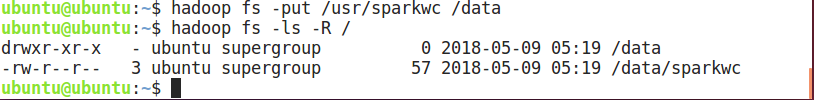 ubuntu@ubuntu:~$ hadoop fs -put /usr/sparkwc /data
ubuntu@ubuntu:~$ hadoop fs -ls -R /
drwxr-xr-x   - ubuntu supergroup          0 2018-05-09 05:19 /data
-rw-r--r--   3 ubuntu supergroup         57 2018-05-09 05:19 /data/sparkwc
ubuntu@ubuntu:~$